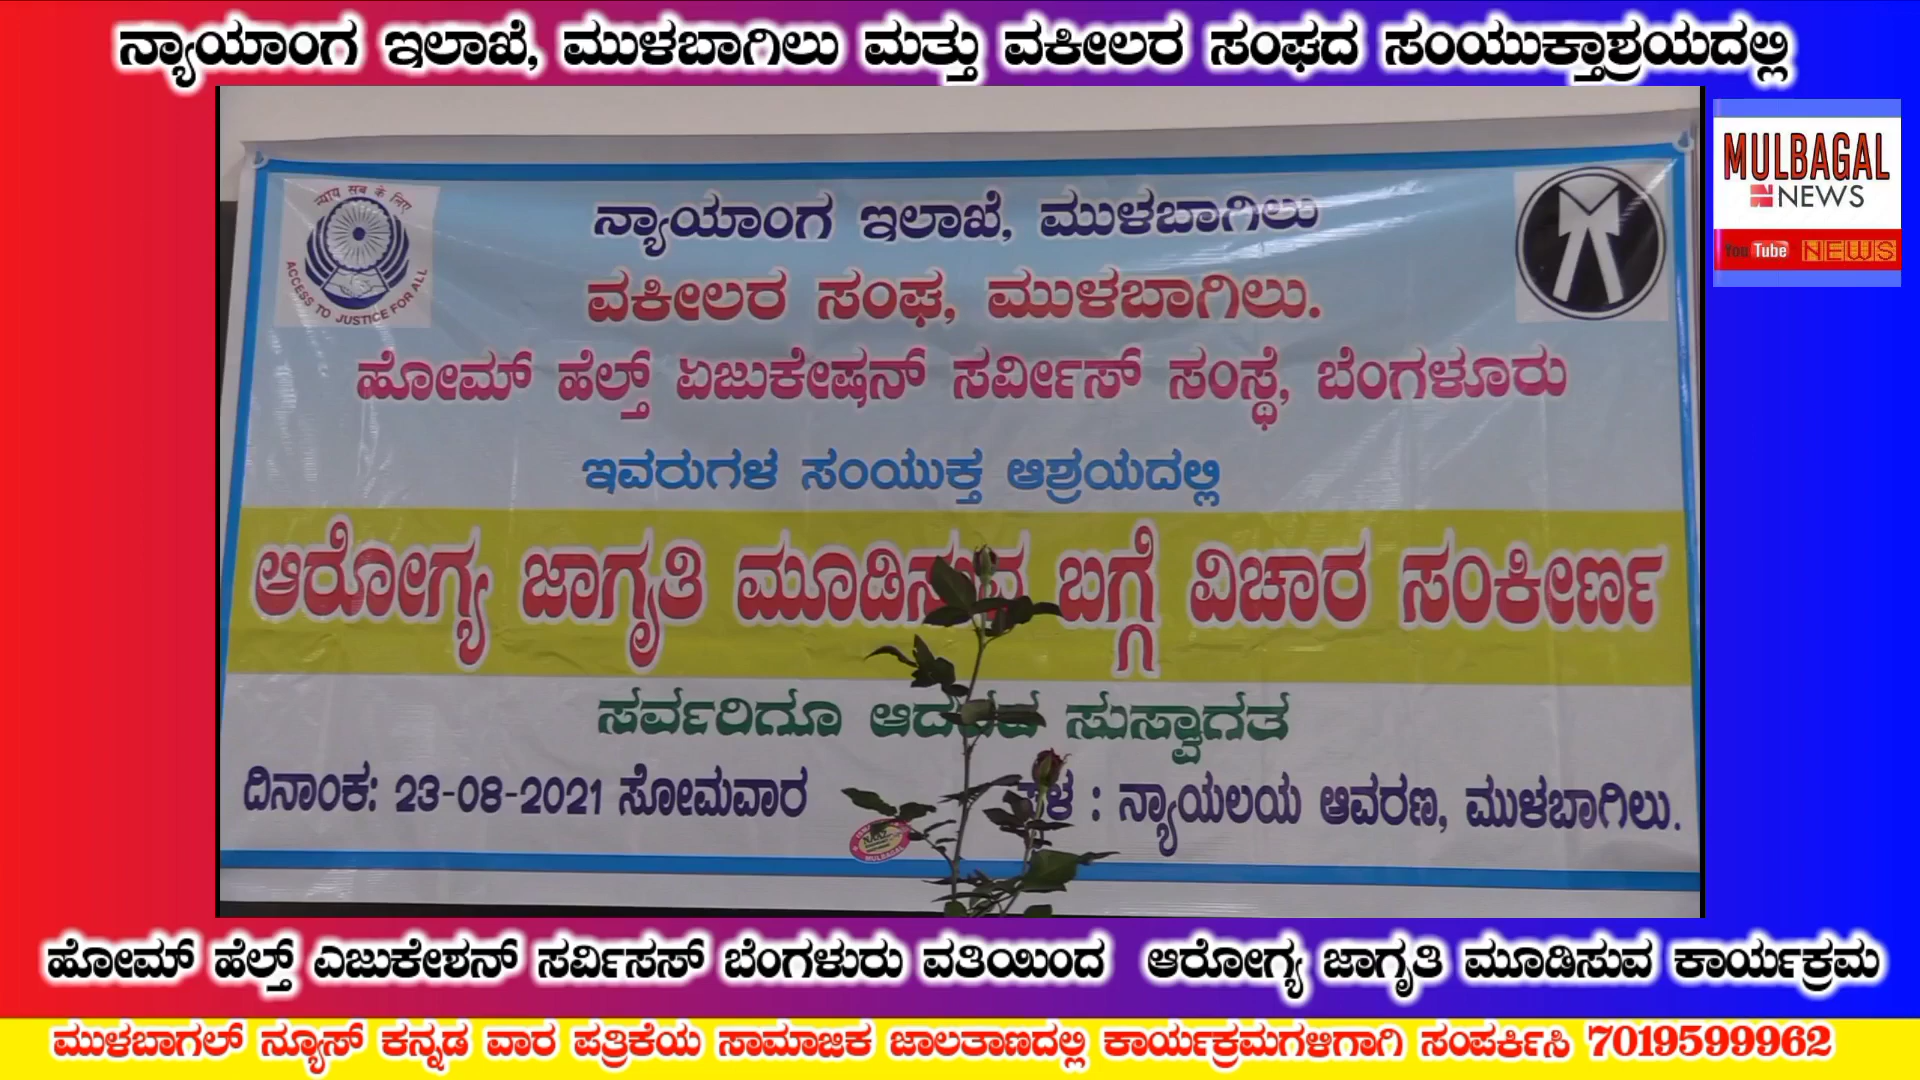 ನ್ಯಾಯಾಂಗ ಇಲಾಖೆ, ಮುಳಬಾಗಿಲು ಮತ್ತು ವಕೀಲರ ಸಂಘದ ಸಂಯುಕ್ತಾಶ್ರಯದಲ್ಲಿ
MULBAGAL
NEWS
You Tube NEWS
न्याय सब के लिए
ACCESS TO JUSTICE FOR ALL
ನ್ಯಾಯಾಂಗ ಇಲಾಖೆ, ಮುಳಬಾಗಿಲು
ವಕೀಲರ ಸಂಘ, ಮುಳಬಾಗಿಲು.
ಹೋಮ್ ಹೆಲ್ತ್ ಏಜುಕೇಷನ್ ಸರ್ವೀಸ್ ಸಂಸ್ಥೆ, ಬೆಂಗಳೂರು
ಇವರುಗಳ ಸಂಯುಕ್ತ ಆಶ್ರಯದಲ್ಲಿ
ಆರೋಗ್ಯ ಜಾಗೃತಿ ಮೂಡಿಸುವ ಬಗ್ಗೆ ವಿಚಾರ ಸಂಕೀರ್ಣ
ಸರ್ವರಿಗೂ ಆದರದ ಸುಸ್ವಾಗತ
ದಿನಾಂಕ: 23-08-2021 ಸೋಮವಾರ : ನ್ಯಾಯಲಯ ಆವರಣ, ಮುಳಬಾಗಿಲು.
MULBAGAL
ಹೋಮ್ ಹೆಲ್ತ್ ಎಜುಕೇಶನ್ ಸರ್ವಿಸಸ್ ಬೆಂಗಳುರು ವತಿಯಿಂದ ಆರೋಗ್ಯ ಜಾಗೃತಿ ಮೂಡಿಸುವ ಕಾರ್ಯಕ್ರಮ
ಮುಳಬಾಗಲ್ ನ್ಯೂಸ್ ಕನ್ನಡ ವಾರ ಪತ್ರಿಕೆಯ ಸಾಮಾಜಿಕ ಜಾಲತಾಣದಲ್ಲಿ ಕಾರ್ಯಕ್ರಮಗಳಿಗಾಗಿ ಸಂಪರ್ಕಿಸಿ 7019599962